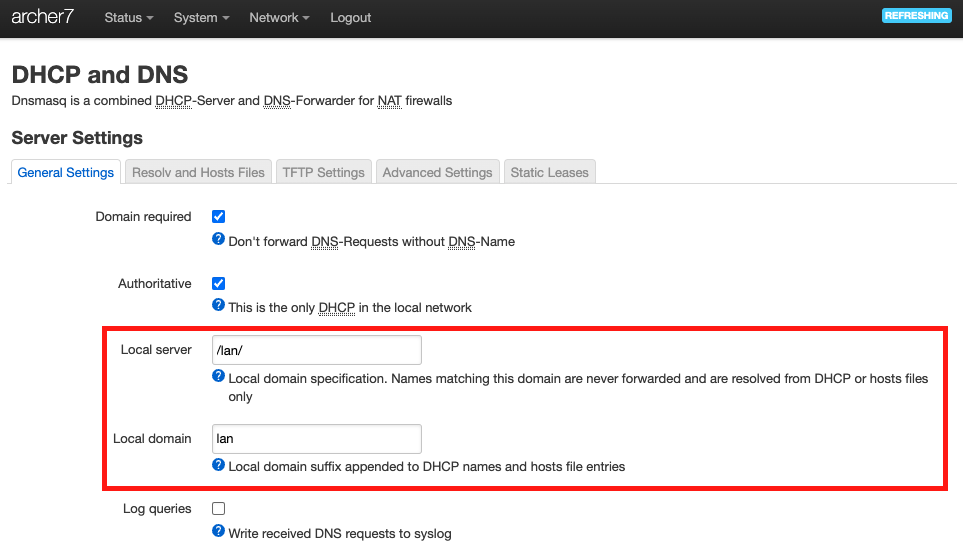 archer7 Status System Network Logout REFRESHING
DHCP and DNS
Dnsmasq is a combined DHCP-Server and DNS-Forwarder for NAT firewalls
Server Settings
General Settings Resolv and Hosts Files TFTP Settings Advanced Settings Static Leases
Domain required
Don't forward DNS-Requests without DNS-Name
Authoritative
This is the only DHCP in the local network
Local server /lan/
Local domain specification. Names matching this domain are never forwarded and are resolved from DHCP or hosts files
only
Local domain lan
Local domain suffix appended to DHCP names and hosts file entries
Log queries
Write received DNS requests to syslog